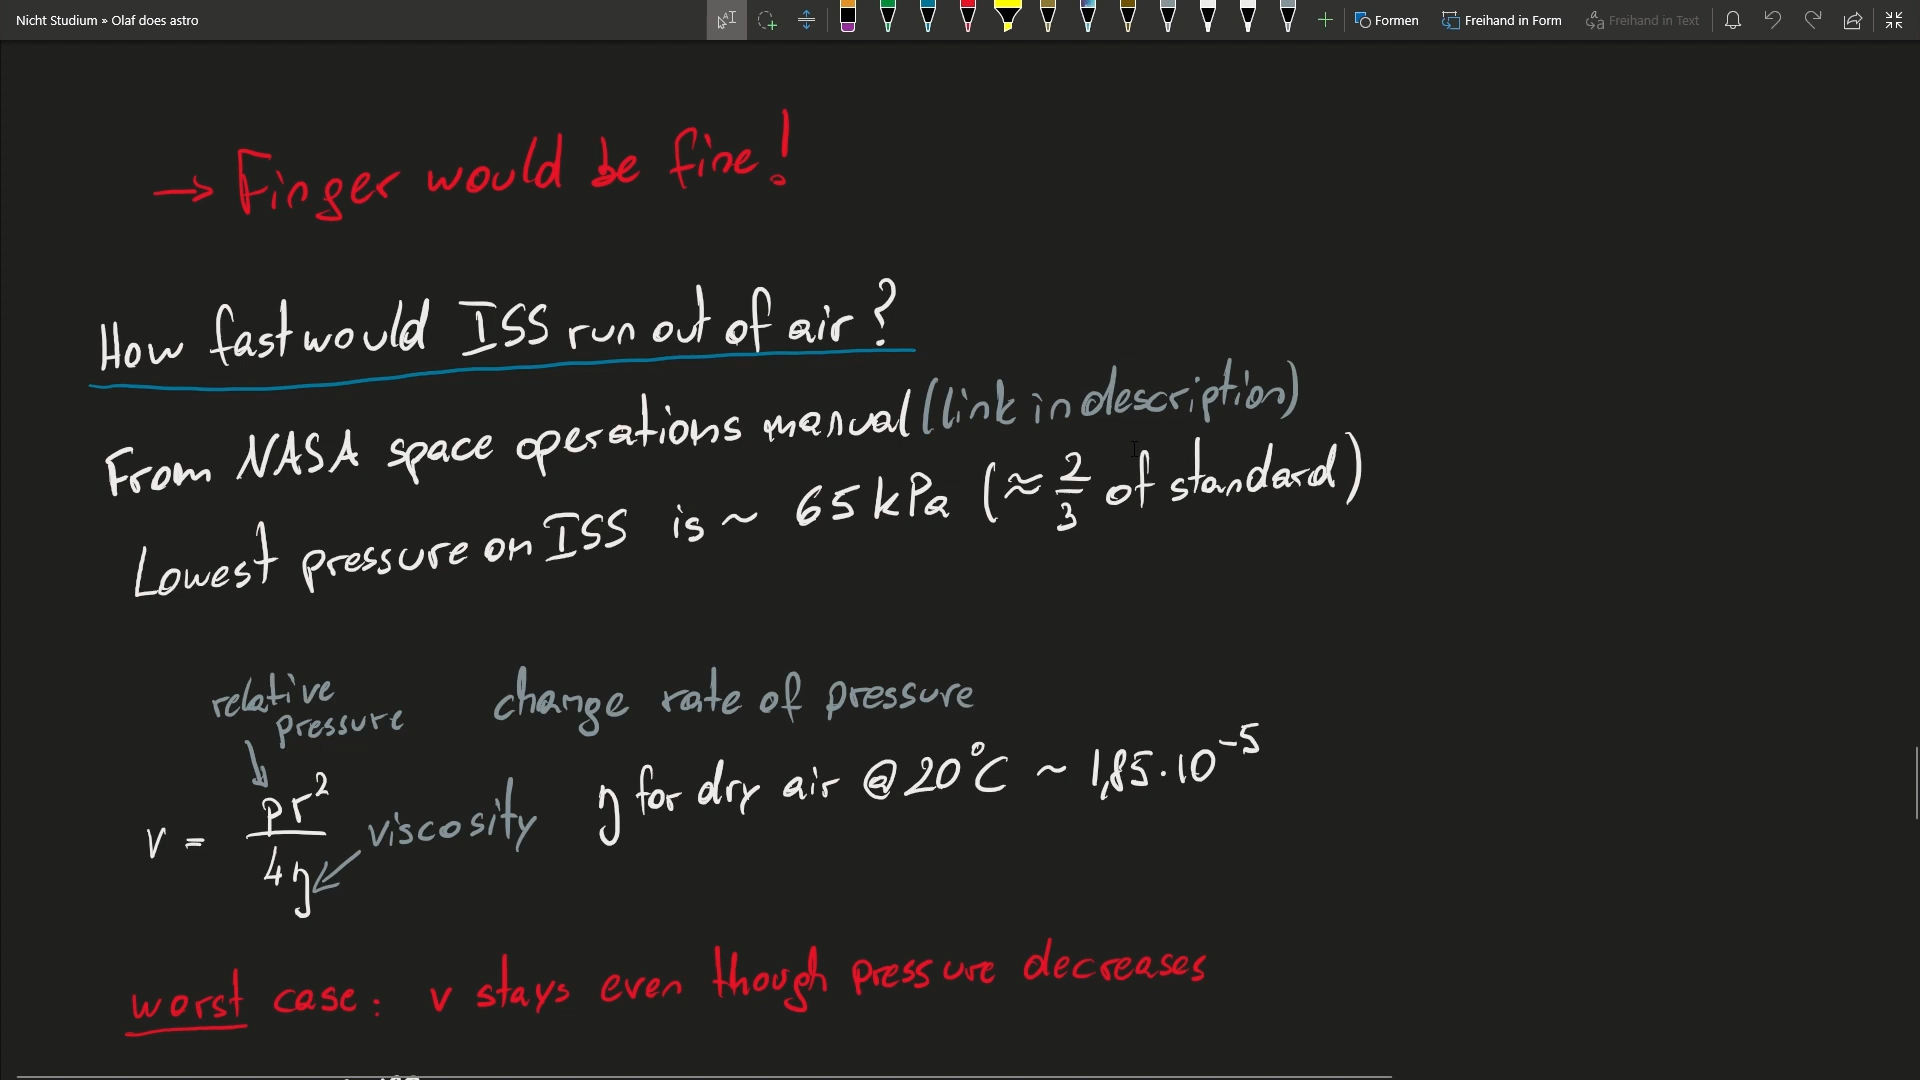 Nicht Studium » Olaf does astro
Formen
Freihand in Form
Freihand in Text
→ Finger would be fine!
How fast would ISS run out of air?
From NASA space operations manual (link in description)
Lowest pressure on ISS is ~ 65 kPa (≈ 2/3 of standard)
relative pressure
change rate of pressure
v = pr²/4η
viscosity
η for dry air @ 20°C ~ 1,85·10⁻⁵
worst case: v stays even though pressure decreases